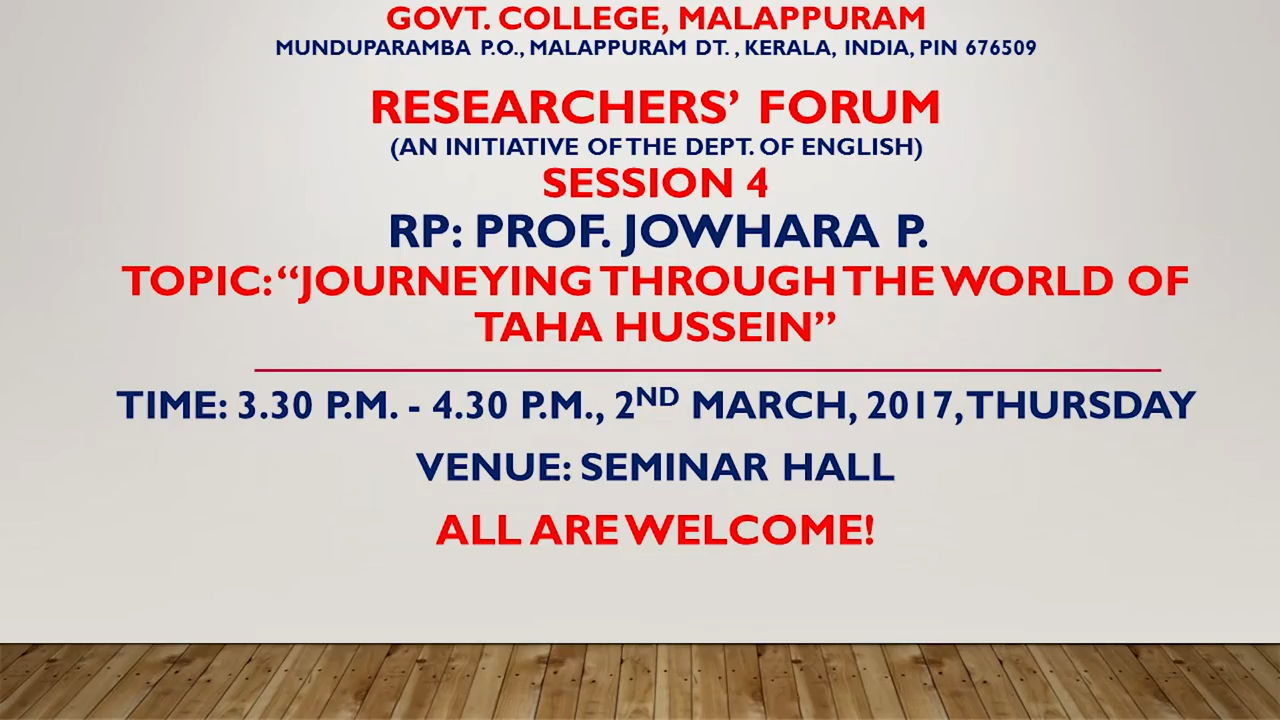 GOVT. COLLEGE, MALAPPURAM
MUNDUPARAMBA P.O., MALAPPURAM DT. , KERALA, INDIA, PIN 676509
RESEARCHERS’ FORUM
(AN INITIATIVE OF THE DEPT. OF ENGLISH)
SESSION 4
RP: PROF. JOWHARA P.
TOPIC: “JOURNEYING THROUGH THE WORLD OF
TAHA HUSSEIN”
TIME: 3.30 P.M. - 4.30 P.M., 2ND MARCH, 2017, THURSDAY
VENUE: SEMINAR HALL
ALL ARE WELCOME!